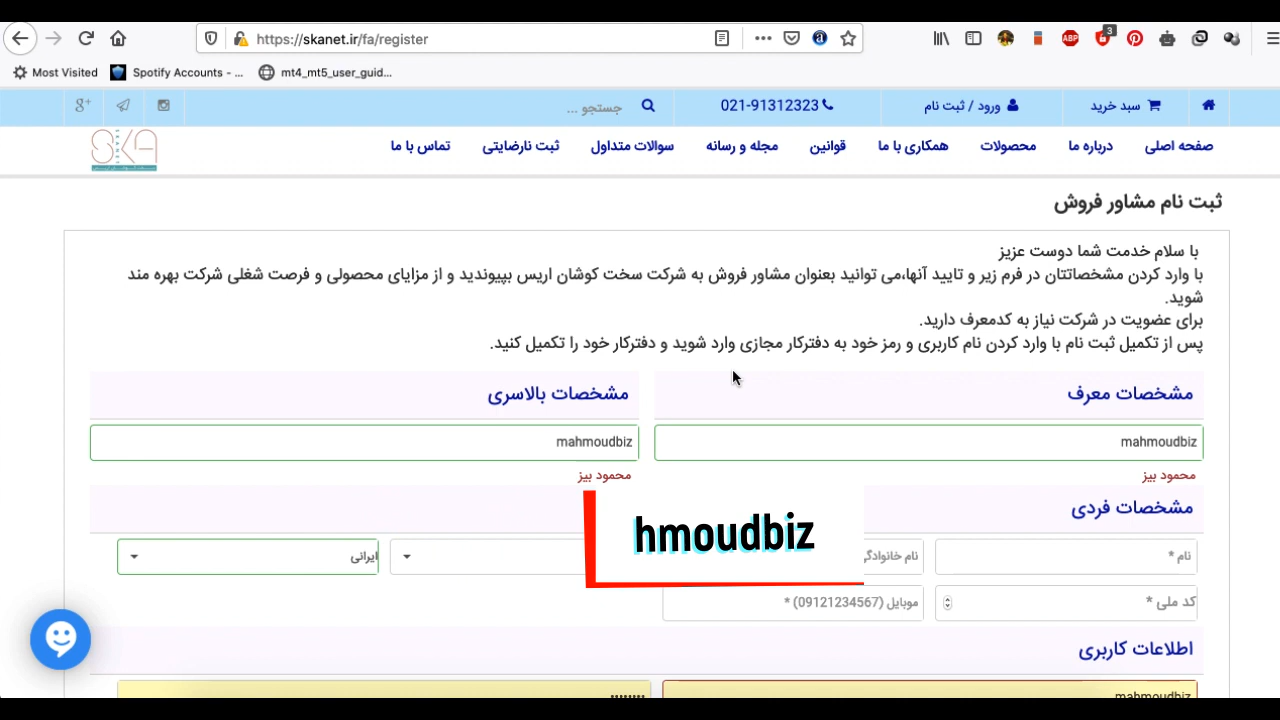 https://skanet.ir/fa/register
3
Most Visited
Spotify Accounts - ...
mt4_mt5_user_guid...
سبد خرید
ورود / ثبت نام
021-91312323
جستجو ...
g+
صفحه اصلی
درباره ما
محصولات
همکاری با ما
قوانین
مجله و رسانه
سوالات متداول
ثبت نارضایتی
تماس با ما
SKA
ثبت نام مشاور فروش
با سلام خدمت شما دوست عزیز
با وارد کردن مشخصاتتان در فرم زیر و تایید آنها،می توانید بعنوان مشاور فروش به شرکت سخت کوشان اریس بپیوندید و از مزایای محصولی و فرصت شغلی شرکت بهره مند
شوید.
برای عضویت در شرکت نیاز به کدمعرف دارید.
پس از تکمیل ثبت نام با وارد کردن نام کاربری و رمز خود به دفترکار مجازی وارد شوید و دفترکار خود را تکمیل کنید.
مشخصات معرف
مشخصات بالاسری
mahmoudbiz
mahmoudbiz
محمود بیز
محمود بیز
مشخصات فردی
hmoudbiz
نام *
نام خانوادگی
ایرانی
کد ملی *
موبایل (09121234567) *
اطلاعات کاربری
mahmoudbiz